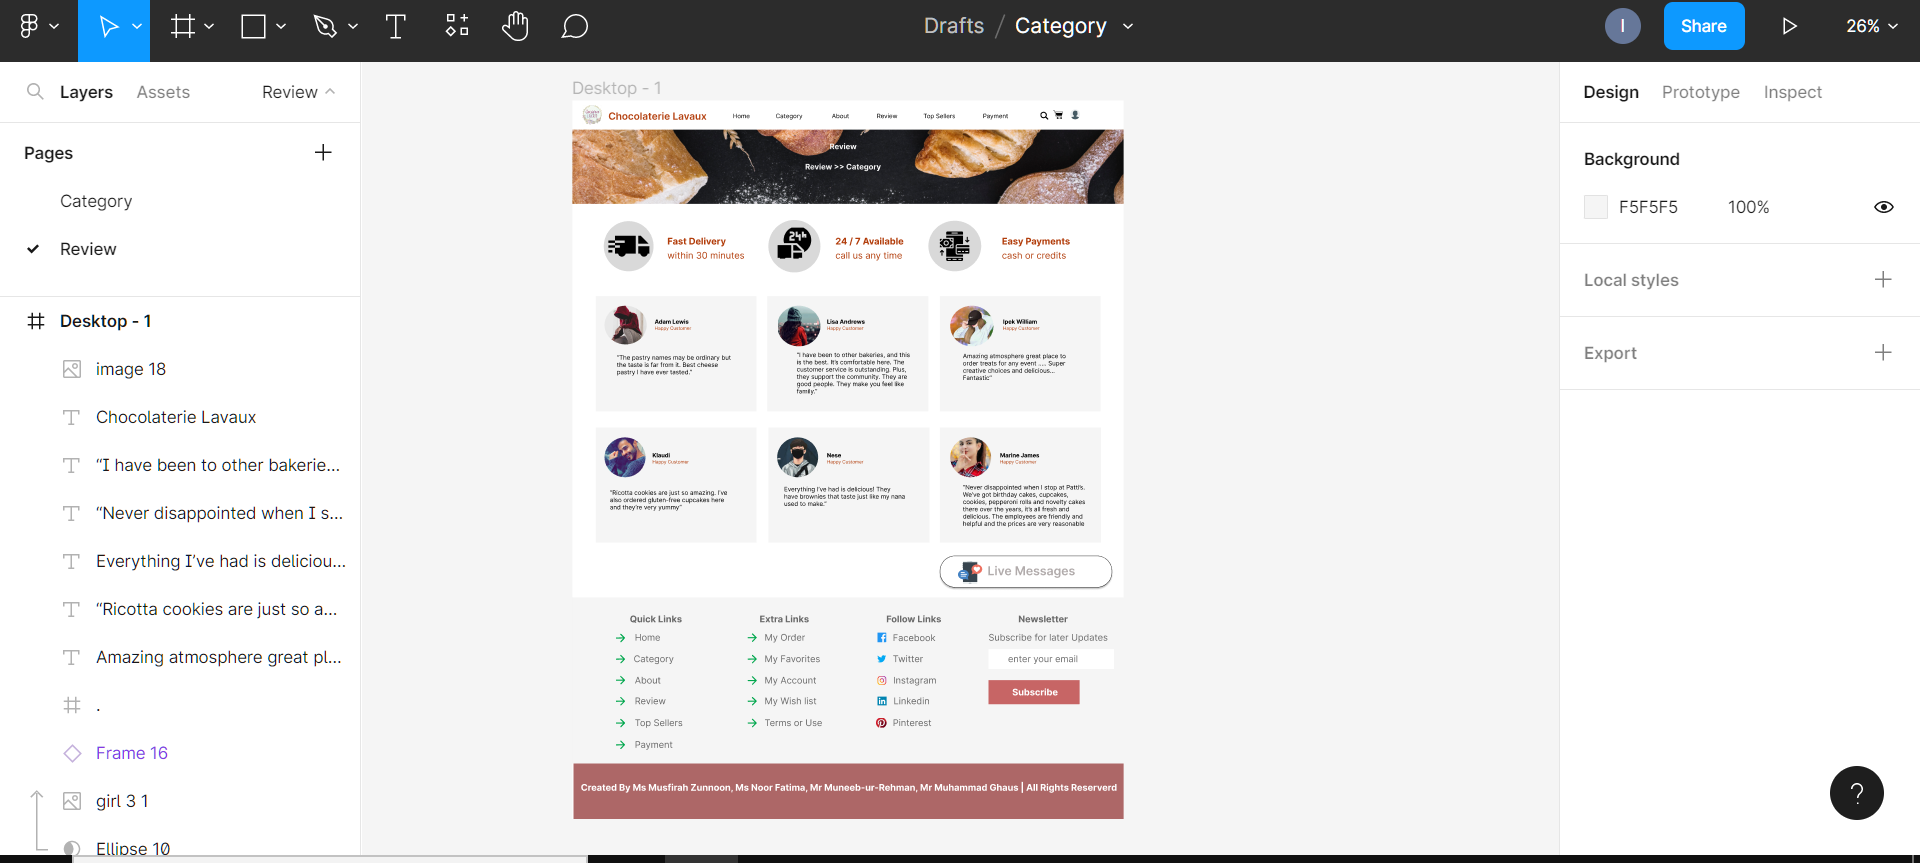 Drafts / Category
I
Share
26%
Layers
Assets
Review
Pages
Category
Review
Desktop - 1
image 18
Chocolaterie Lavaux
“I have been to other bakerie...
“Never disappointed when I s...
Everything I’ve had is deliciou...
“Ricotta cookies are just so a...
Amazing atmosphere great pl...
.
Frame 16
girl 3 1
Ellipse 10
Desktop - 1
Chocolaterie Lavaux
Home
Category
About
Review
Top Sellers
Payment
Review
Review >> Category
Fast Delivery
within 30 minutes
24h
24 / 7 Available
call us any time
Easy Payments
cash or credits
Adam Lewis
Happy Customer
“The pastry names may be ordinary but
the taste is far from it. Best cheese
pastry I have ever tasted.”
Lisa Andrews
Happy Customer
“I have been to other bakeries, and this
is the best. It’s comfortable here. The
customer service is outstanding. Plus,
they support the community. They are
good people. They make you feel like
family.”
Ipek William
Happy Customer
Amazing atmosphere great place to
order treats for any event ..... Super
creative choices and delicious...
Fantastic”
Klaudi
Happy Customer
“Ricotta cookies are just so amazing. I’ve
also ordered gluten-free cupcakes here
and they’re very yummy”
Nese
Happy Customer
Everything I’ve had is delicious! They
have brownies that taste just like my nana
used to make.”
Marine James
Happy Customer
“Never disappointed when I stop at Patti’s.
We’ve got birthday cakes, cupcakes,
cookies, pepperoni rolls and novelty cakes
there over the years, it’s all fresh and
delicious. The employees are friendly and
helpful and the prices are very reasonable
Live Messages
Quick Links
Home
Category
About
Review
Top Sellers
Payment
Extra Links
My Order
My Favorites
My Account
My Wish list
Terms or Use
Follow Links
Facebook
Twitter
Instagram
Linkedin
Pinterest
Newsletter
Subscribe for later Updates
enter your email
Subscribe
Created By Ms Musfirah Zunnoon, Ms Noor Fatima, Mr Muneeb-ur-Rehman, Mr Muhammad Ghaus | All Rights Reserverd
Design
Prototype
Inspect
Background
F5F5F5
100%
Local styles
Export
?